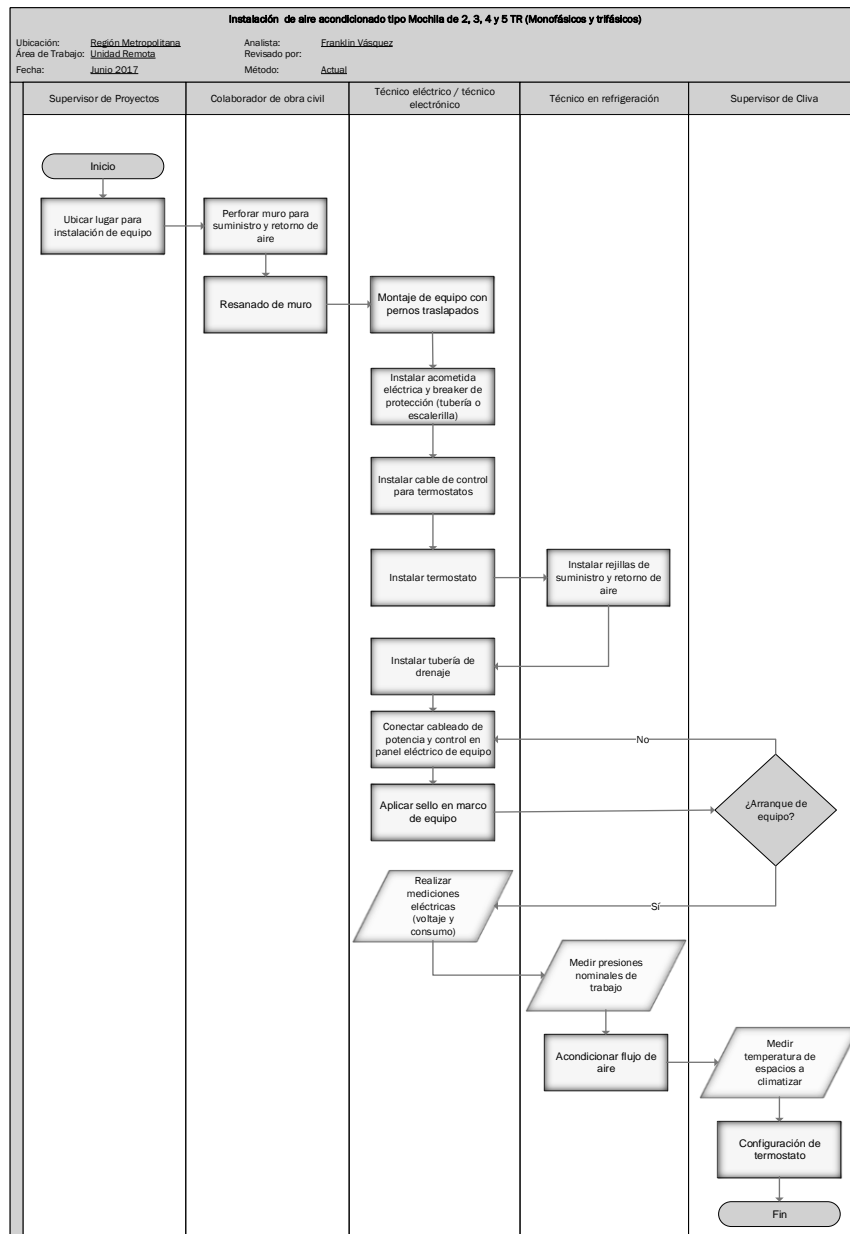 Instalación de aire acondicionado tipo Mochila de 2, 3, 4 y 5 TR (Monofásicos y trifásicos)
Ubicación: Región Metropolitana Analista: Franklin Vásquez
Área de Trabajo: Unidad Remota Revisado por:
Fecha: Junio 2017 Método: Actual
Supervisor de Proyectos
Colaborador de obra civil
Técnico eléctrico / técnico
electrónico
Técnico en refrigeración
Supervisor de Cliva
Inicio
Ubicar lugar para
instalación de equipo
Perforar muro para
suministro y retorno de
aire
Resanado de muro
Montaje de equipo con
pernos traslapados
Instalar acometida
eléctrica y breaker de
protección (tubería o
escalerilla)
Instalar cable de control
para termostatos
Instalar termostato
Instalar rejillas de
suministro y retorno de
aire
Instalar tubería de
drenaje
Conectar cableado de
potencia y control en
panel eléctrico de equipo
No
Aplicar sello en marco
de equipo
¿Arranque de
equipo?
Realizar
mediciones
eléctricas
(voltaje y
consumo)
Sí
Medir presiones
nominales de
trabajo
Acondicionar flujo de
aire
Medir
temperatura de
espacios a
climatizar
Configuración de
termostato
Fin